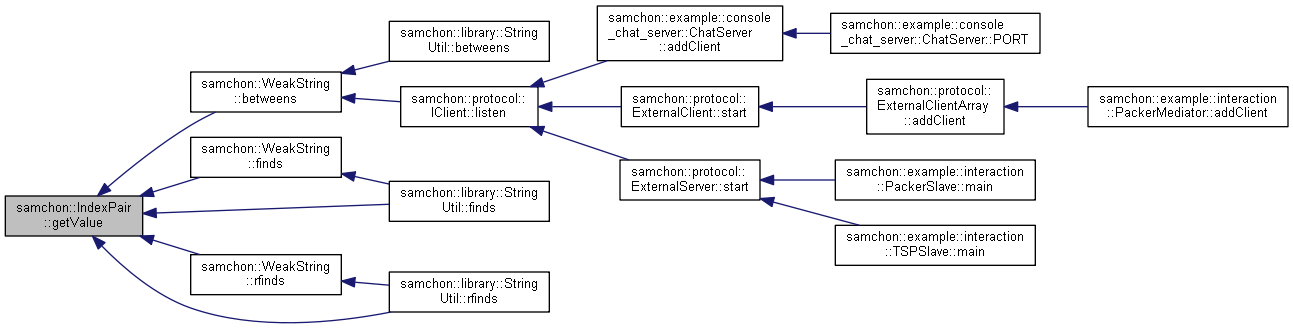 samchon::IndexPair
::getValue
samchon::WeakString
::betweens
samchon::library::String
Util::betweens
samchon::protocol::
IClient::listen
samchon::example::console
_chat_server::ChatServer
::addClient
samchon::example::console
_chat_server::ChatServer::PORT
samchon::protocol::
ExternalClient::start
samchon::protocol::
ExternalClientArray
::addClient
samchon::example::interaction
::PackerMediator::addClient
samchon::protocol::
ExternalServer::start
samchon::example::interaction
::PackerSlave::main
samchon::example::interaction
::TSPSlave::main
samchon::WeakString
::finds
samchon::library::String
Util::finds
samchon::WeakString
::rfinds
samchon::library::String
Util::rfinds